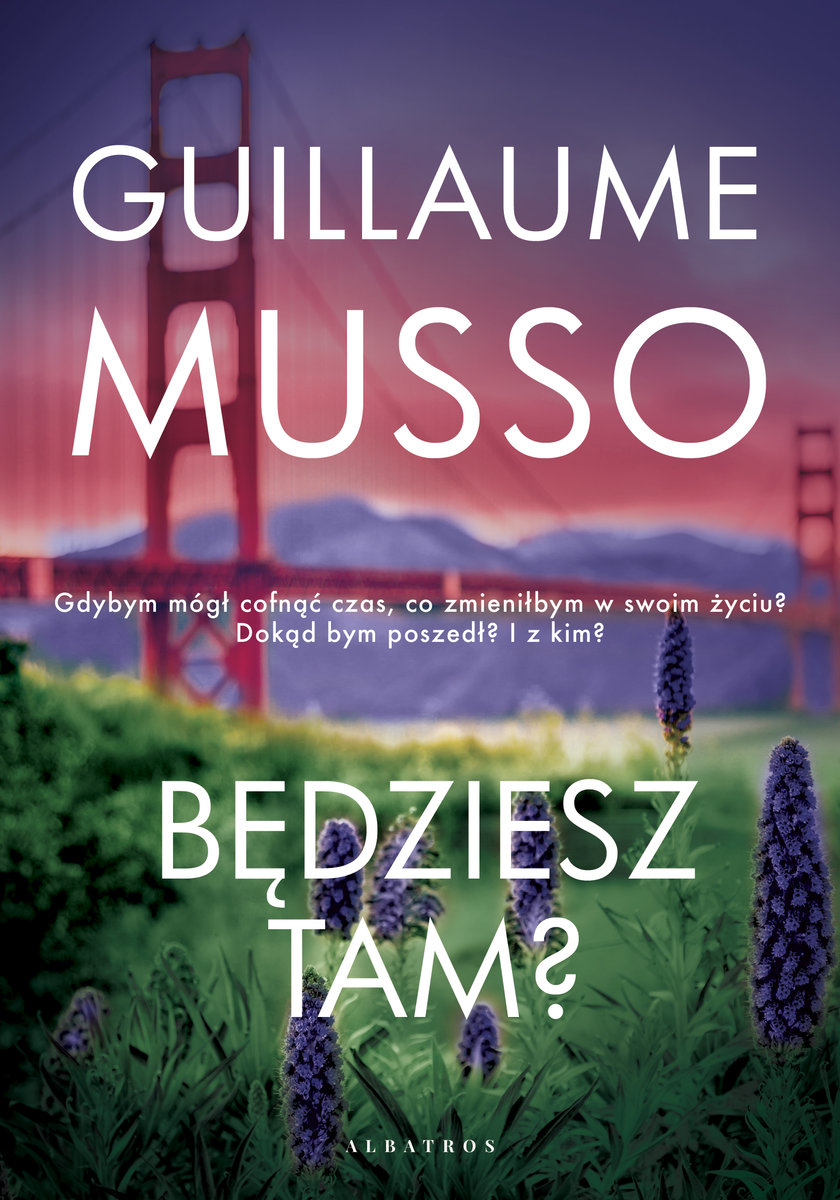 GUILLAUME
MUSSO
Gdybym mógł cofnąć czas, co zmieniłbym w swoim życiu?
Dokąd bym poszedł? I z kim?
BĘDZIESZ
TAM?
ALBATROS